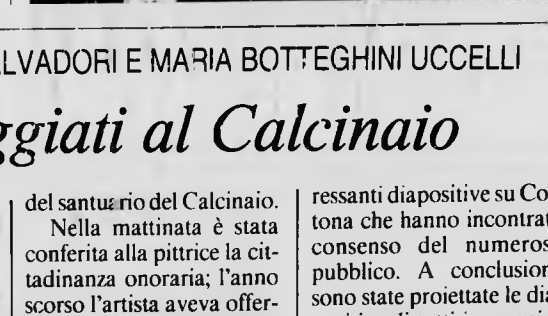 LVADORI E MARIA BOTTEGHINI UCCELLI
ggiati al Calcinaio
del santuario del Calcinaio.
Nella mattinata è stata
conferita alla pittrice la cit-
tadinanza onoraria; l'anno
scorso l'artista aveva offer-
ressanti diapositive su Co
tona che hanno incontrat
consenso del numeros
pubblico. A conclusion
sono state proiettate le dia